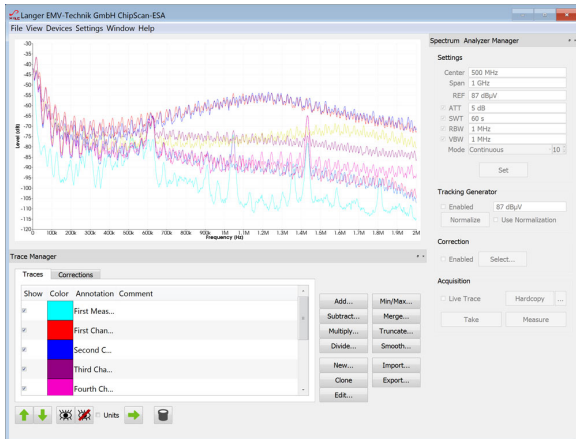 Langer EMV-Technik GmbH ChipScan-ESA
File View Devices Settings Window Help
-30
-35
-40
-45
-50
-55
-60
-65
-70
-75
-80
-85
-90
-95
-100
-105
-110
-115
-120
Level (dB)
0 100k 200k 300k 400k 500k 600k 700k 800k 900k 1M 1,1M 1,2M 1,3M 1,4M 1,5M 1,6M 1,7M 1,8M 1,9M 2M
Frequency (Hz)
Spectrum Analyzer Manager
Settings
Center 500 MHz
Span 1 GHz
REF 87 dBµV
ATT 5 dB
SWT 60 s
RBW 1 MHz
VBW 1 MHz
Mode Continuous 10
Set
Tracking Generator
Enabled 87 dBµV
Normalize Use Normalization
Correction
Enabled Select...
Acquisition
Live Trace Hardcopy ...
Take Measure
Trace Manager
Traces Corrections
Show Color Annotation Comment
First Meas...
First Chan...
Second C...
Third Cha...
Fourth Ch...
Add... Min/Max...
Subtract... Merge...
Multiply... Truncate...
Divide... Smooth...
New... Import...
Clone Export...
Edit...
Units